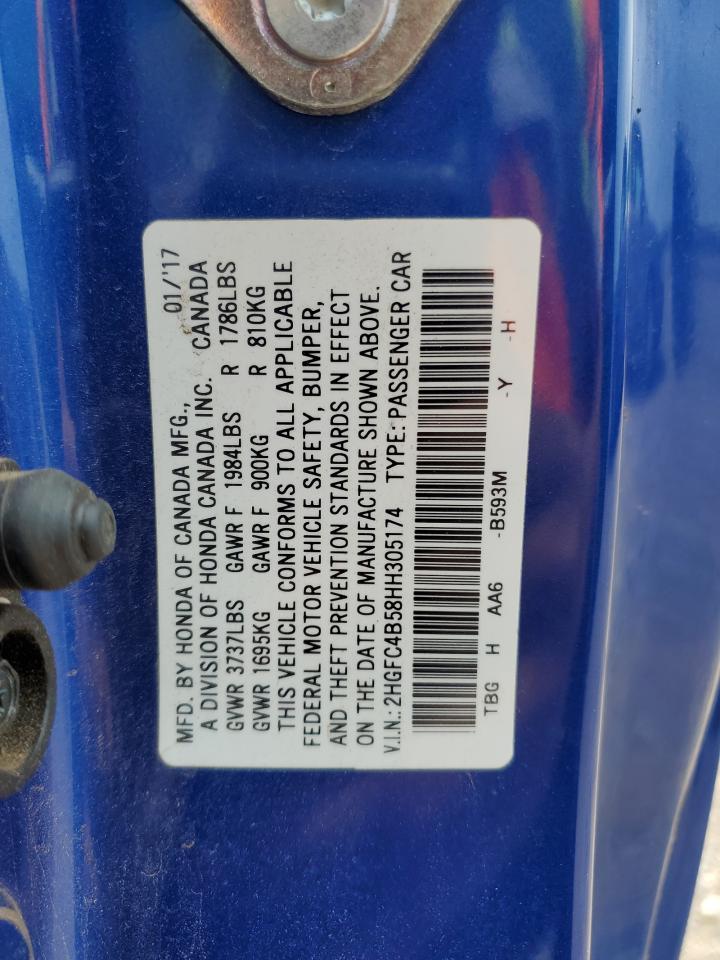 MFD. BY HONDA OF CANADA MFG., 01/'17
A DIVISION OF HONDA CANADA INC. CANADA
GVWR 3737LBS GAWR F 1984LBS R 1786LBS
GVWR 1695KG GAWR F 900KG R 810KG
THIS VEHICLE CONFORMS TO ALL APPLICABLE
FEDERAL MOTOR VEHICLE SAFETY, BUMPER,
AND THEFT PREVENTION STANDARDS IN EFFECT
ON THE DATE OF MANUFACTURE SHOWN ABOVE.
V.I.N.: 2HGFC4B58HH305174 TYPE: PASSENGER CAR
TBG H AA6 -B593M -Y -H